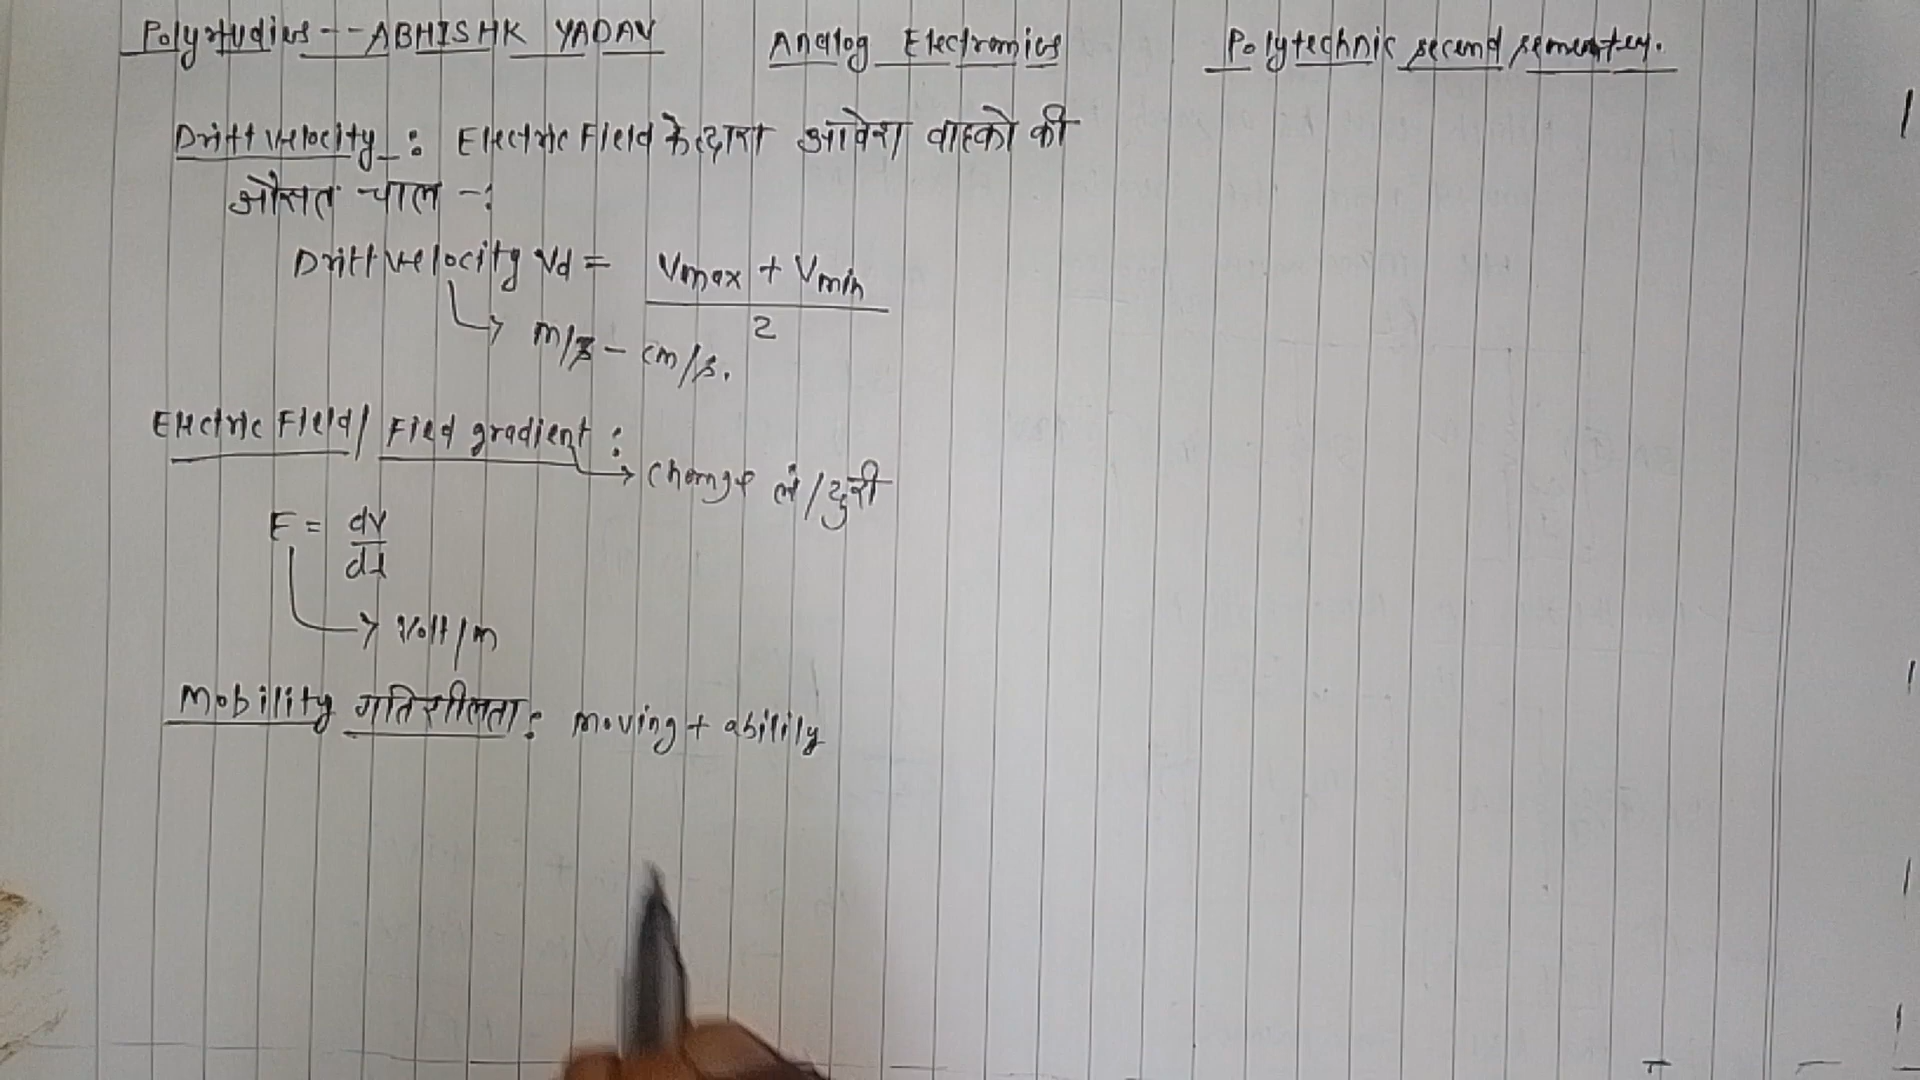 Polystudies -- ABHISHK YADAV Analog Electronics Polytechnic second semester.
Drift velocity : Electric Field के द्वारा आवेश वाहको की
औसत चाल -:
Drift velocity Vd = Vmax + Vmin
2
m/s - cm/s.
Electric Field / Field gradient :
change में / दुरी
E = dv
dl
volt/m
Mobility गतिशीलता : moving + ability